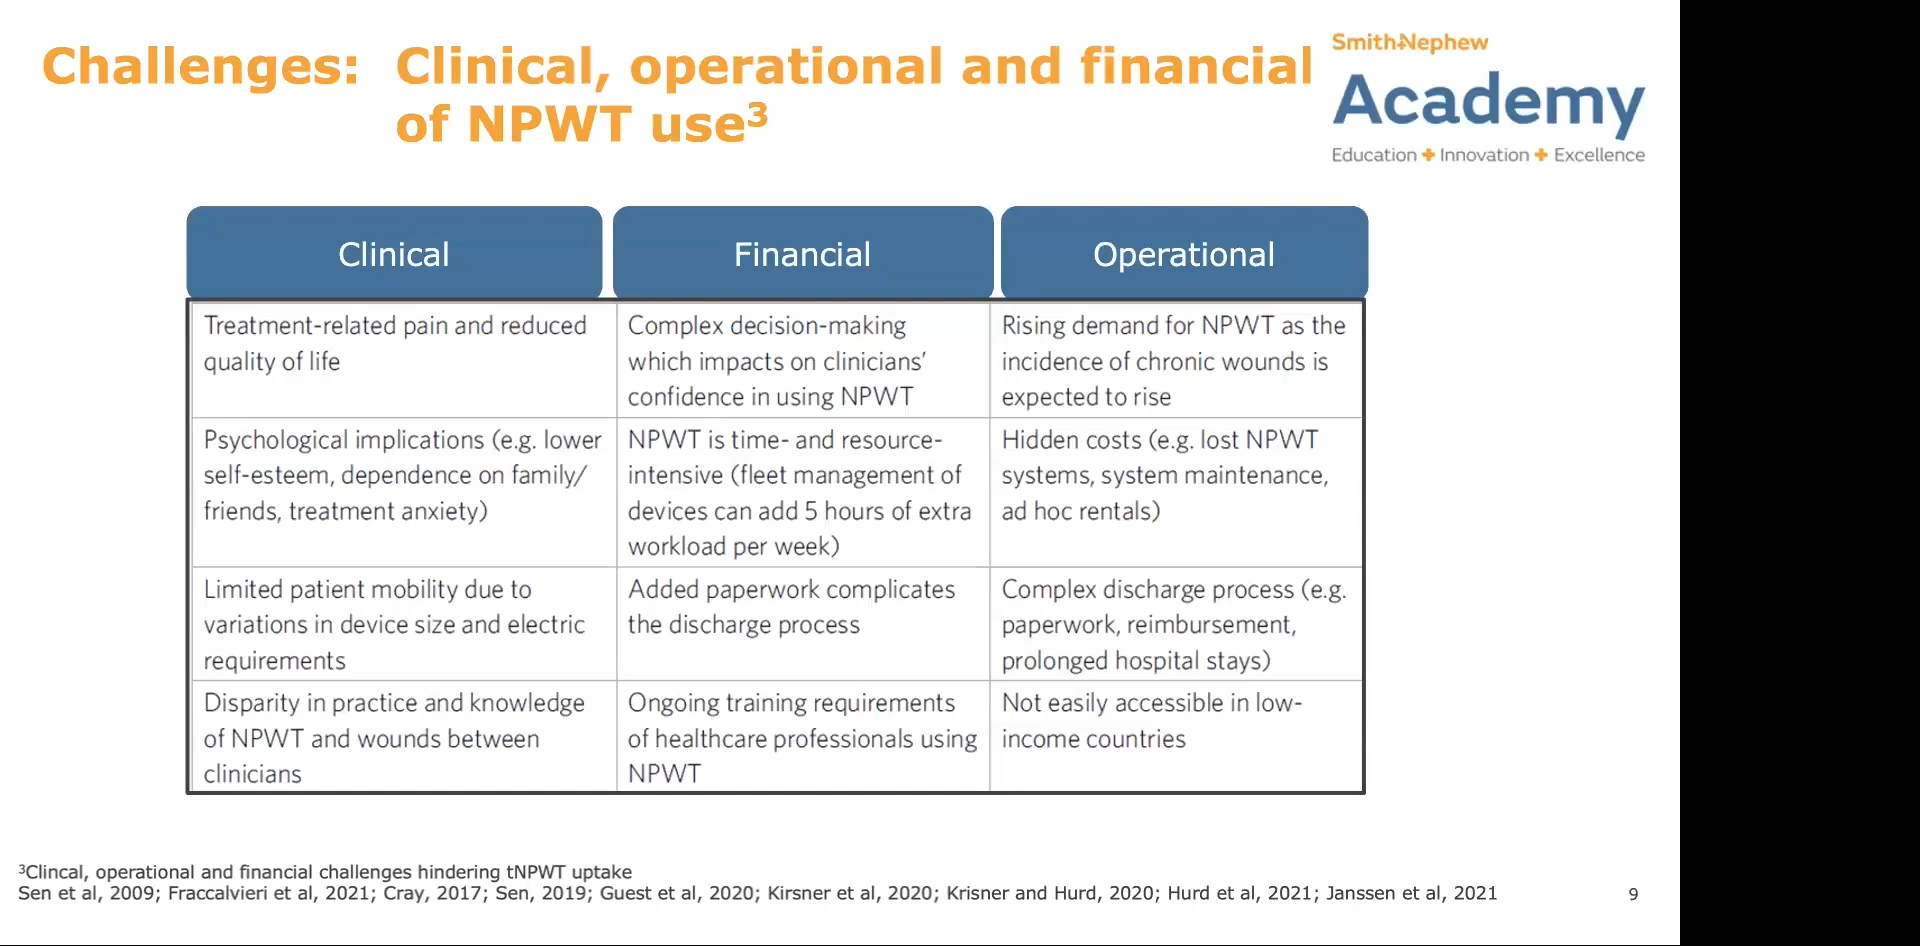 Challenges: Clinical, operational and financial
of NPWT use³
Smith+Nephew
Academy
Education + Innovation + Excellence
Clinical
Financial
Operational
Treatment-related pain and reduced
quality of life
Complex decision-making
which impacts on clinicians’
confidence in using NPWT
Rising demand for NPWT as the
incidence of chronic wounds is
expected to rise
Psychological implications (e.g. lower
self-esteem, dependence on family/
friends, treatment anxiety)
NPWT is time- and resource-
intensive (fleet management of
devices can add 5 hours of extra
workload per week)
Hidden costs (e.g. lost NPWT
systems, system maintenance,
ad hoc rentals)
Limited patient mobility due to
variations in device size and electric
requirements
Added paperwork complicates
the discharge process
Complex discharge process (e.g.
paperwork, reimbursement,
prolonged hospital stays)
Disparity in practice and knowledge
of NPWT and wounds between
clinicians
Ongoing training requirements
of healthcare professionals using
NPWT
Not easily accessible in low-
income countries
³Clincal, operational and financial challenges hindering tNPWT uptake
Sen et al, 2009; Fraccalvieri et al, 2021; Cray, 2017; Sen, 2019; Guest et al, 2020; Kirsner et al, 2020; Krisner and Hurd, 2020; Hurd et al, 2021; Janssen et al, 2021
9